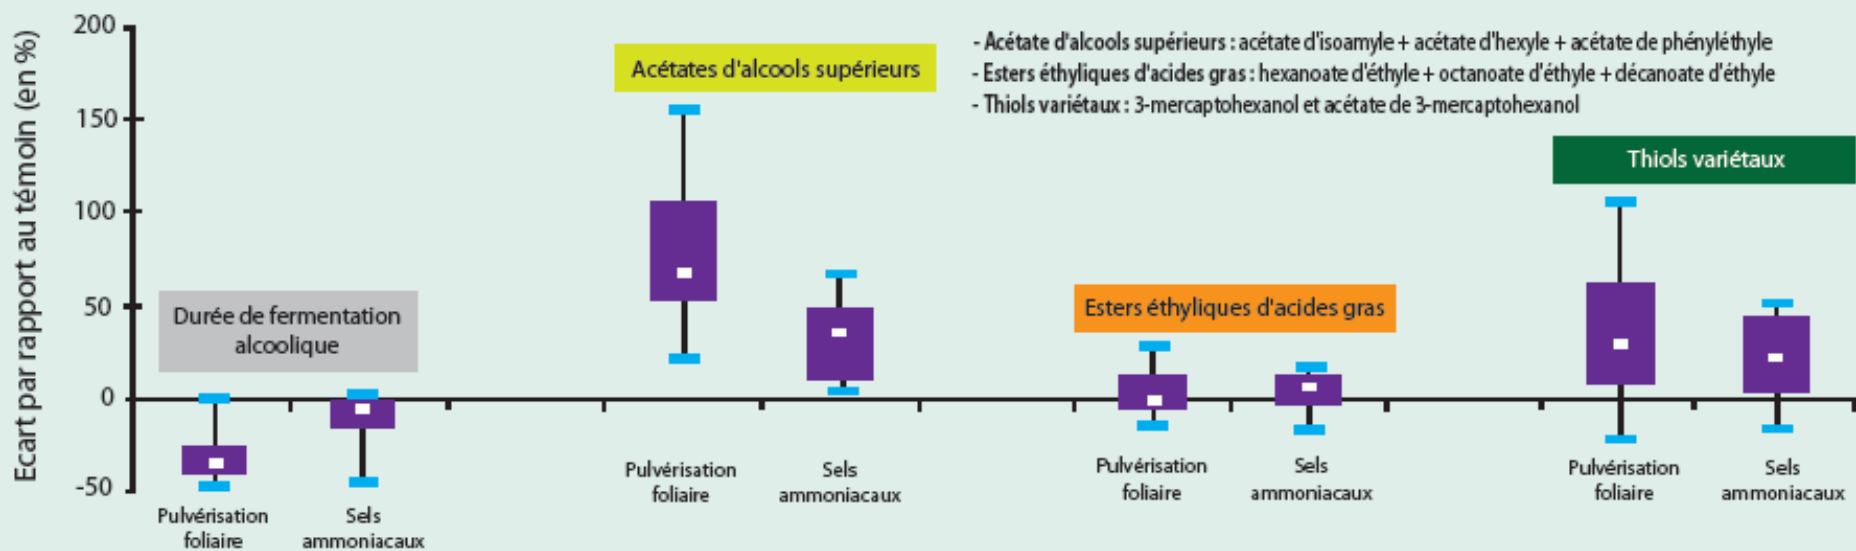 Ecart par rapport au témoin (en %)
200
150
100
50
0
-50
Durée de fermentation
alcoolique
Pulvérisation
foliaire
Sels
ammoniacaux
Acétates d'alcools supérieurs
Pulvérisation
foliaire
Sels
ammoniacaux
- Acétate d'alcools supérieurs : acétate d'isoamyle + acétate d'hexyle + acétate de phényléthyle
- Esters éthyliques d'acides gras : hexanoate d'éthyle + octanoate d'éthyle + décanoate d'éthyle
- Thiols variétaux : 3-mercaptohexanol et acétate de 3-mercaptohexanol
Esters éthyliques d'acides gras
Pulvérisation
foliaire
Sels
ammoniacaux
Thiols variétaux
Pulvérisation
foliaire
Sels
ammoniacaux